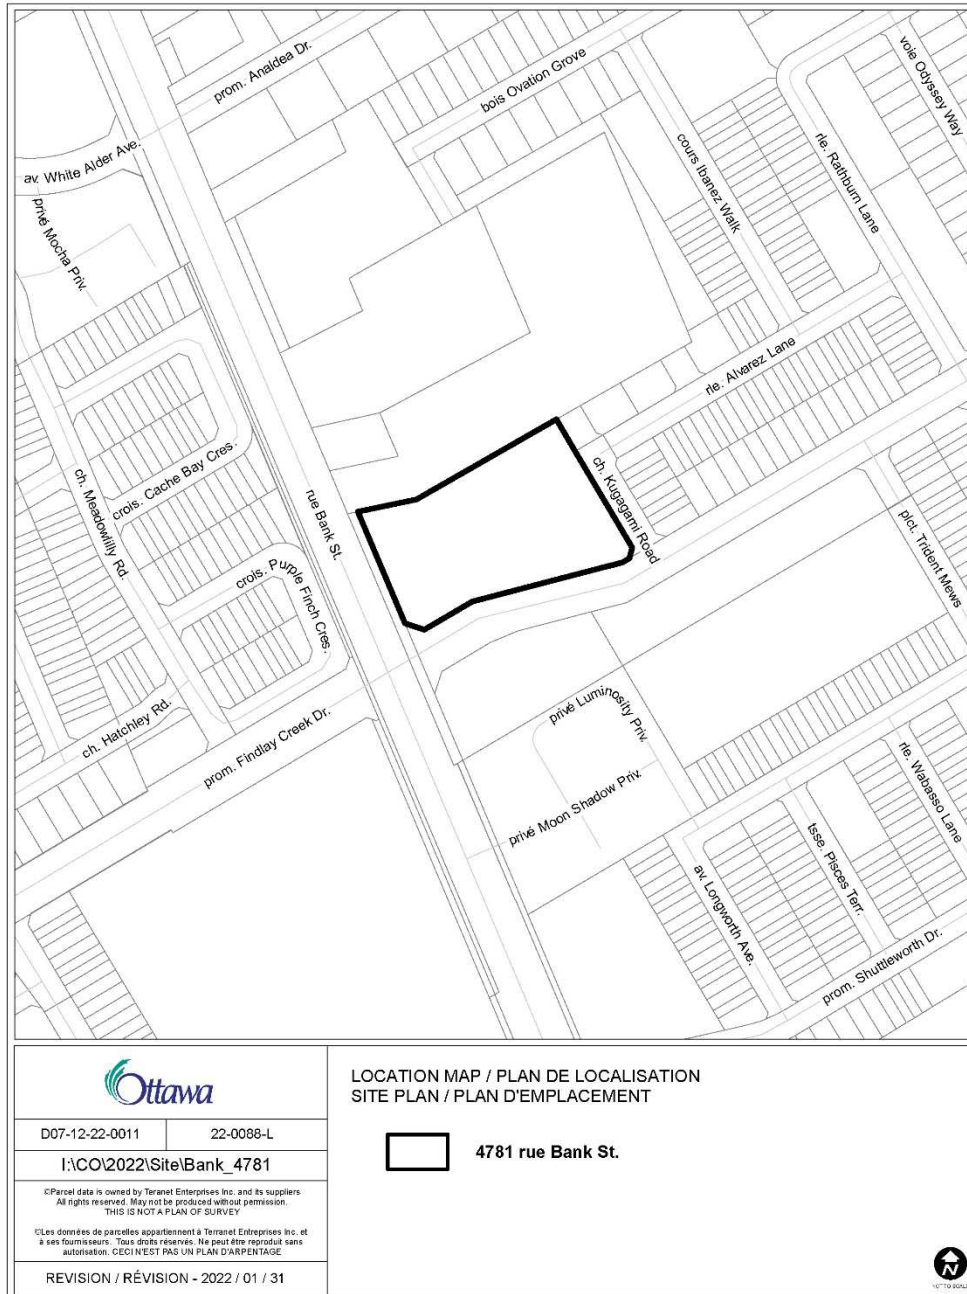 prom. Analdea Dr.
bois Ovation Grove
voie Odyssey Way
av. White Alder Ave.
cours Ibanez Walk
rle. Rathburn Lane
privé Mocha Priv.
rle. Alvarez Lane
crois. Cache Bay Cres.
ch. Meadowlilly Rd.
rue Bank St.
ch. Kugagami Road
plct. Trident Mews
crois. Purple Finch Cres.
ch. Hatchley Rd.
prom. Findlay Creek Dr.
privé Luminosity Priv.
privé Moon Shadow Priv.
rle. Wabasso Lane
tsse. Pisces Terr.
av. Longworth Ave.
prom. Shuttleworth Dr.
Ottawa
D07-12-22-0011
22-0088-L
I:\CO\2022\Site\Bank_4781
©Parcel data is owned by Teranet Enterprises Inc. and its suppliers
All rights reserved. May not be produced without permission.
THIS IS NOT A PLAN OF SURVEY
©Les données de parcelles appartiennent à Terranet Entreprises Inc. et
à ses fournisseurs. Tous droits réservés. Ne peut être reproduit sans
autorisation. CECI N'EST PAS UN PLAN D'ARPENTAGE
REVISION / RÉVISION - 2022 / 01 / 31
LOCATION MAP / PLAN DE LOCALISATION
SITE PLAN / PLAN D'EMPLACEMENT
4781 rue Bank St.
N
NOT TO SCALE